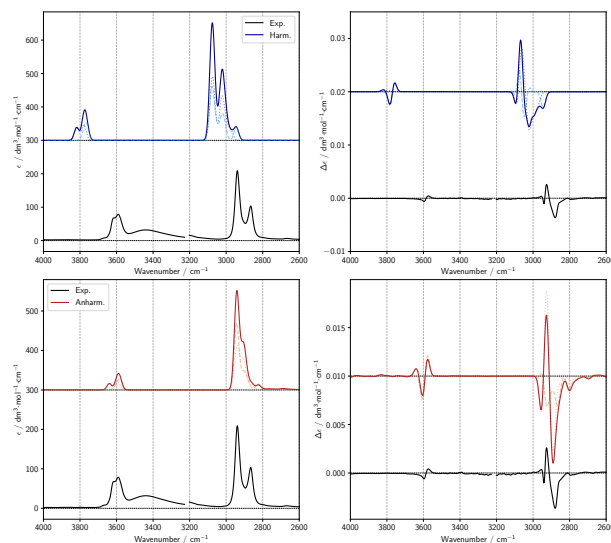 Exp.
Harm.
600
500
400
300
200
100
0
ϵ / dm³·mol⁻¹·cm⁻¹
4000 3800 3600 3400 3200 3000 2800 2600
Wavenumber / cm⁻¹
0.03
0.02
0.01
0.00
−0.01
Δϵ / dm³·mol⁻¹·cm⁻¹
4000 3800 3600 3400 3200 3000 2800 2600
Wavenumber / cm⁻¹
Exp.
Anharm.
500
400
300
200
100
0
ϵ / dm³·mol⁻¹·cm⁻¹
4000 3800 3600 3400 3200 3000 2800 2600
Wavenumber / cm⁻¹
0.015
0.010
0.005
0.000
Δϵ / dm³·mol⁻¹·cm⁻¹
4000 3800 3600 3400 3200 3000 2800 2600
Wavenumber / cm⁻¹